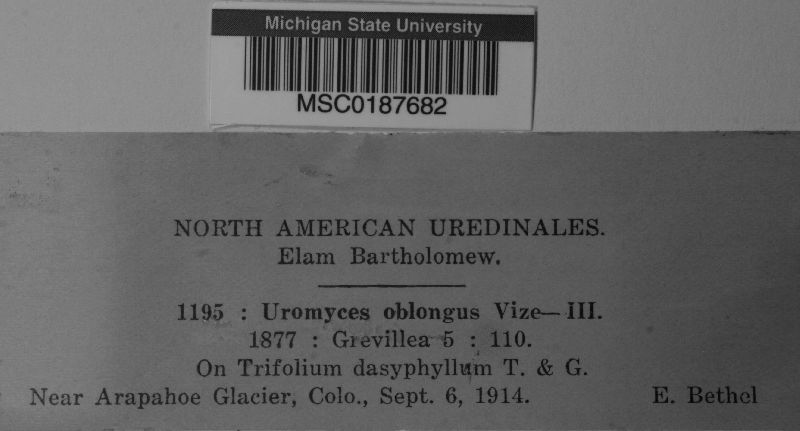 Michigan State University
MSC0187682
NORTH AMERICAN UREDINALES.
Elam Bartholomew.
1195 : Uromyces oblongus Vize—III.
1877 : Grevillea 5 : 110.
On Trifolium dasyphyllum T. & G.
Near Arapahoe Glacier, Colo., Sept. 6, 1914. E. Bethel